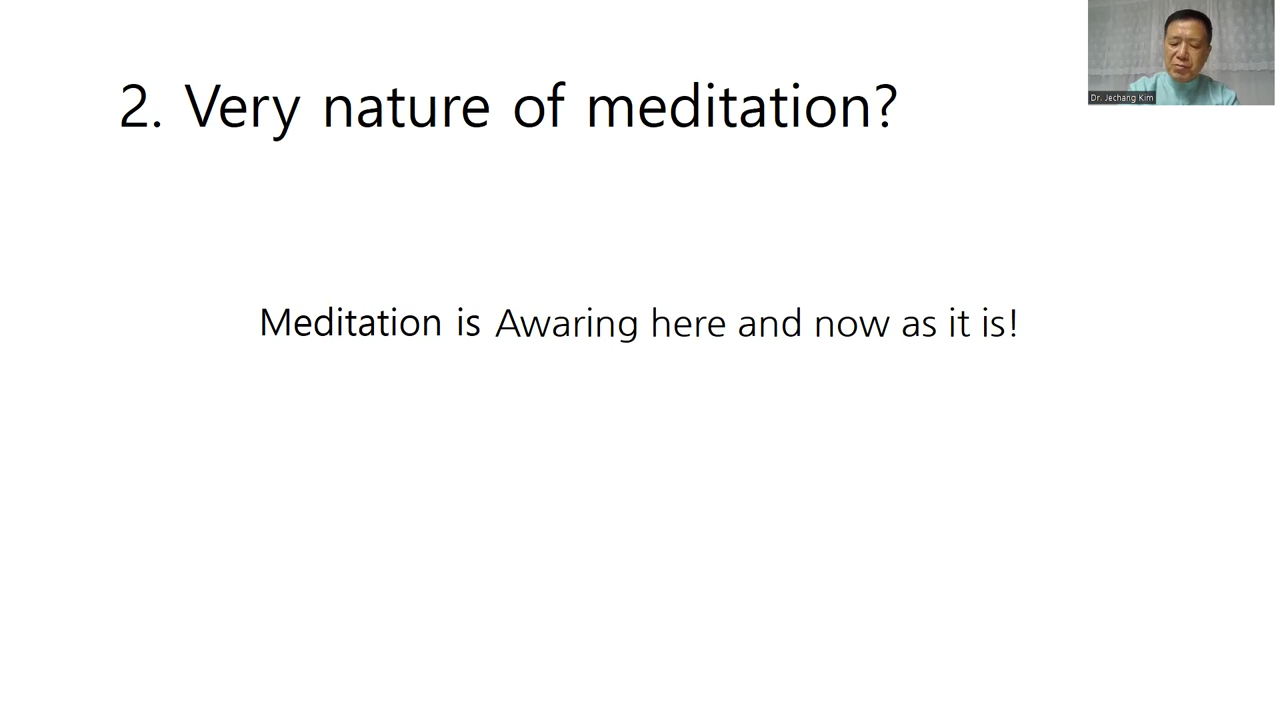 2. Very nature of meditation?
Dr. Jechang Kim
Meditation is Awaring here and now as it is!